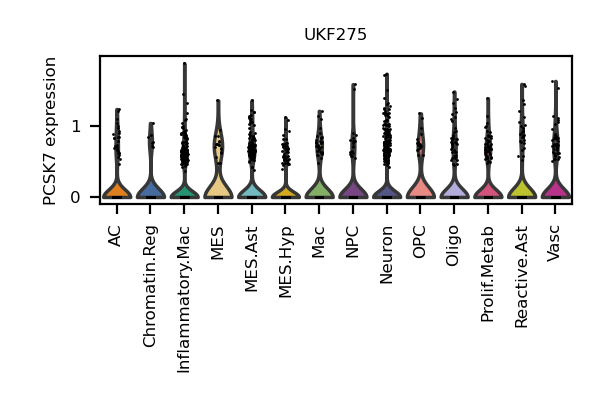 UKF275
PCSK7 expression
1
0
AC
Chromatin.Reg
Inflammatory.Mac
MES
MES.Ast
MES.Hyp
Mac
NPC
Neuron
OPC
Oligo
Prolif.Metab
Reactive.Ast
Vasc